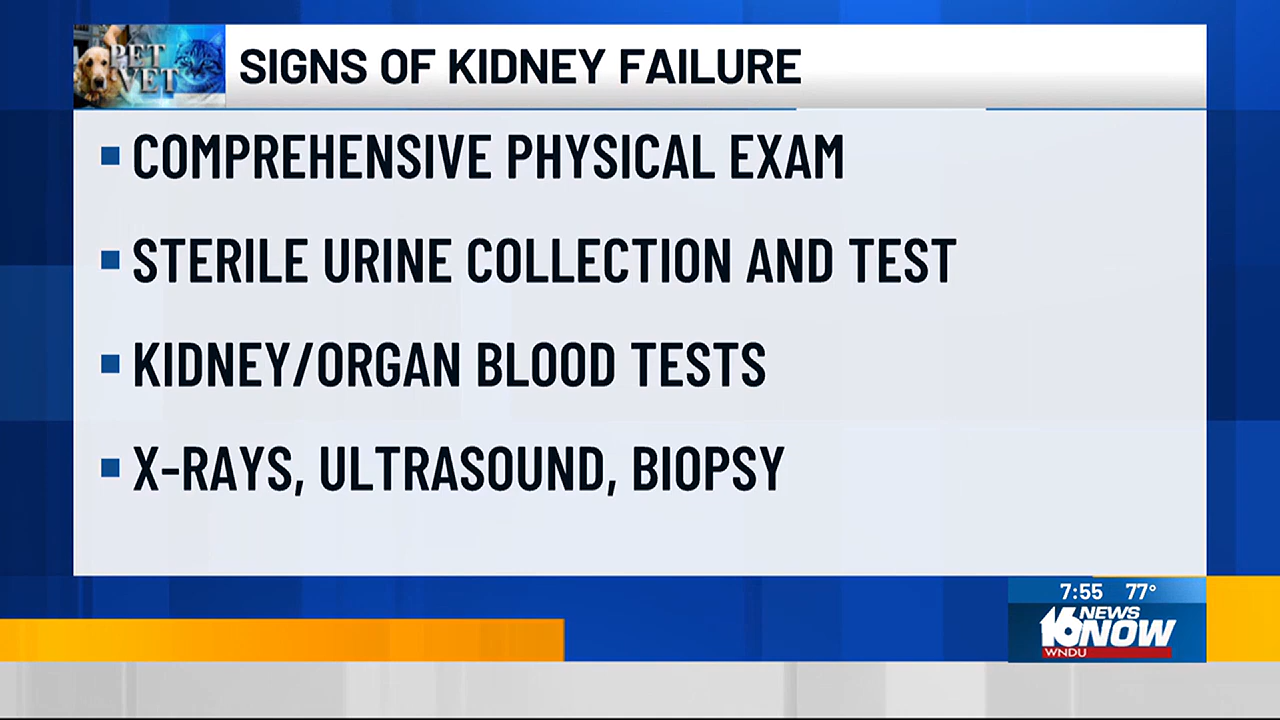 PET
VET
SIGNS OF KIDNEY FAILURE
COMPREHENSIVE PHYSICAL EXAM
STERILE URINE COLLECTION AND TEST
KIDNEY/ORGAN BLOOD TESTS
X-RAYS, ULTRASOUND, BIOPSY
7:55 77°
16 NEWS
NOW
WNDU